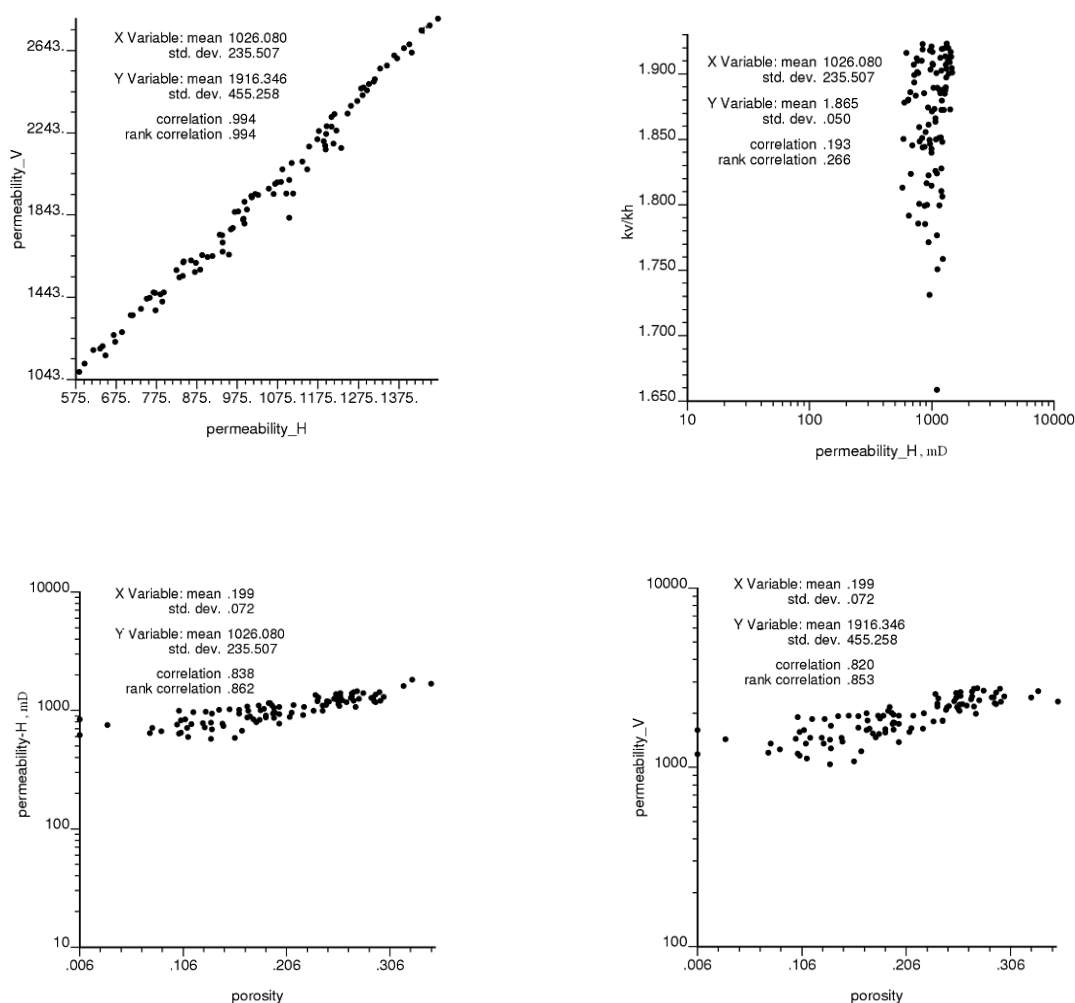 2643.
2243.
1843.
1443.
1043.
permeability_V
X Variable: mean 1026.080
std. dev. 235.507
Y Variable: mean 1916.346
std. dev. 455.258
correlation .994
rank correlation .994
575. 675. 775. 875. 975. 1075. 1175. 1275. 1375.
permeability_H
1.900
1.850
1.800
1.750
1.700
1.650
kv/kh
X Variable: mean 1026.080
std. dev. 235.507
Y Variable: mean 1.865
std. dev. .050
correlation .193
rank correlation .266
10 100 1000 10000
permeability_H, mD
10000
1000
1000
10
permeability-H, mD
X Variable: mean .199
std. dev. .072
Y Variable: mean 1026.080
std. dev. 235.507
correlation .838
rank correlation .862
.006 .106 .206 .306
porosity
10000
1000
100
permeability_V
X Variable: mean .199
std. dev. .072
Y Variable: mean 1916.346
std. dev. 455.258
correlation .820
rank correlation .853
.006 .106 .206 .306
porosity